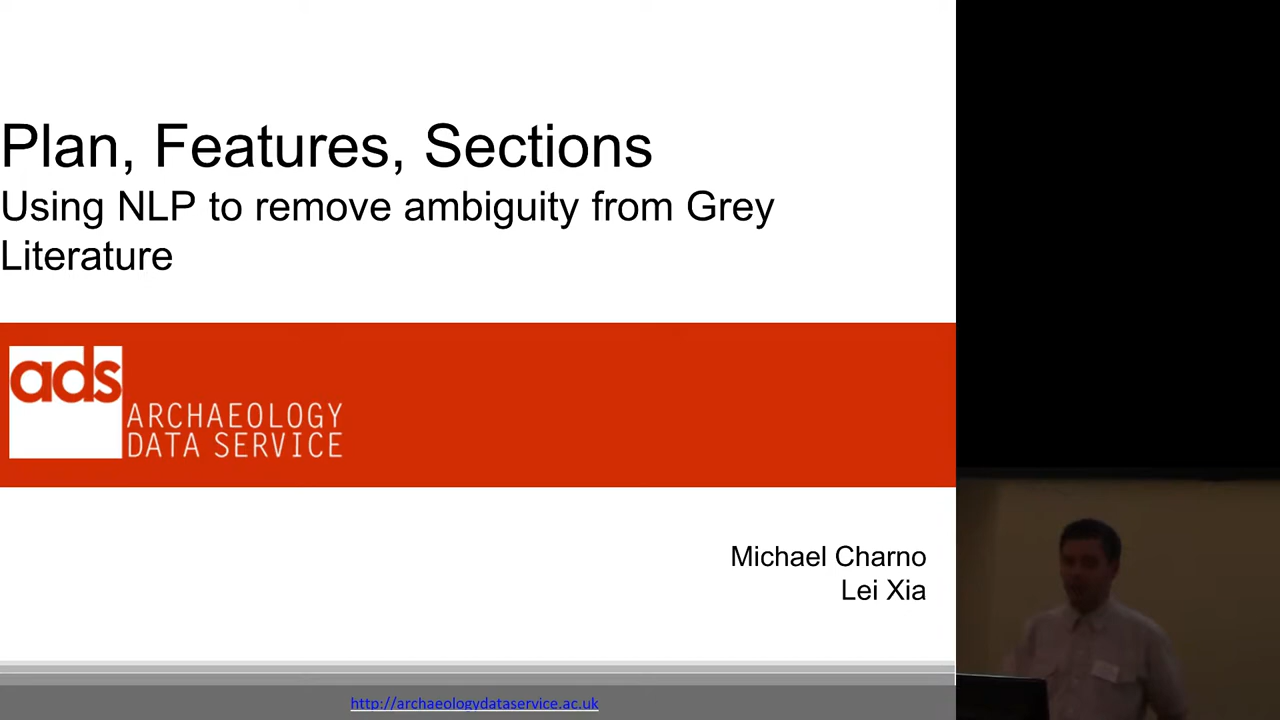 Plan, Features, Sections
Using NLP to remove ambiguity from Grey
Literature
ads
ARCHAEOLOGY
DATA SERVICE
Michael Charno
Lei Xia
http://archaeologydataservice.ac.uk